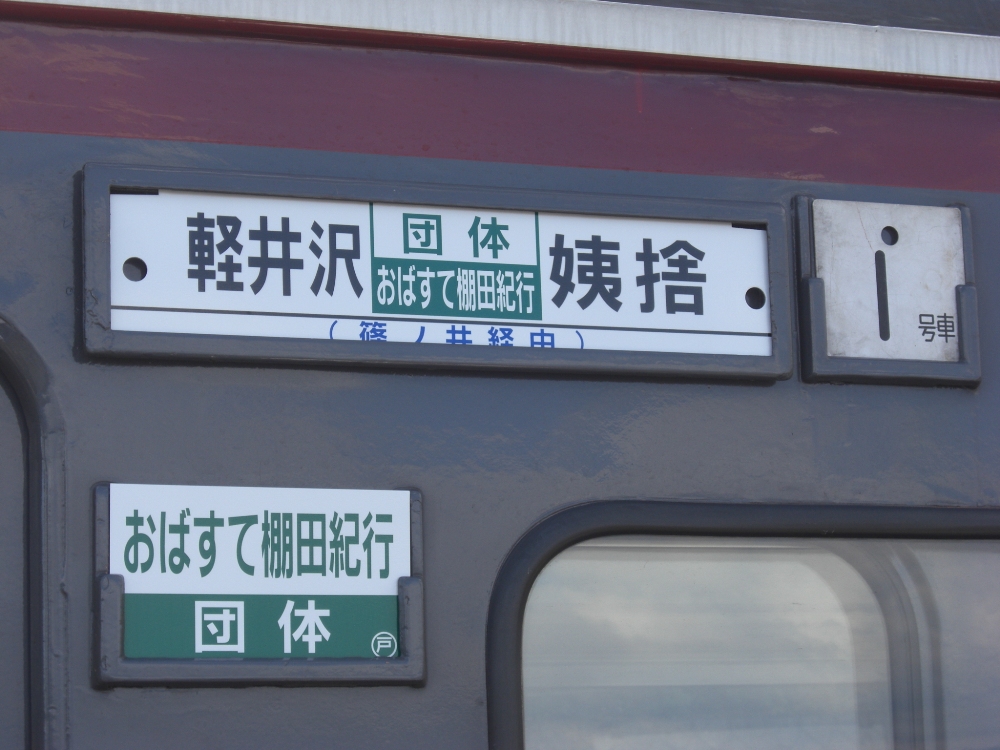 軽井沢 団体 姨捨
おばすて棚田紀行
（篠ノ井経由）
1号車
おばすて棚田紀行
団体
戸